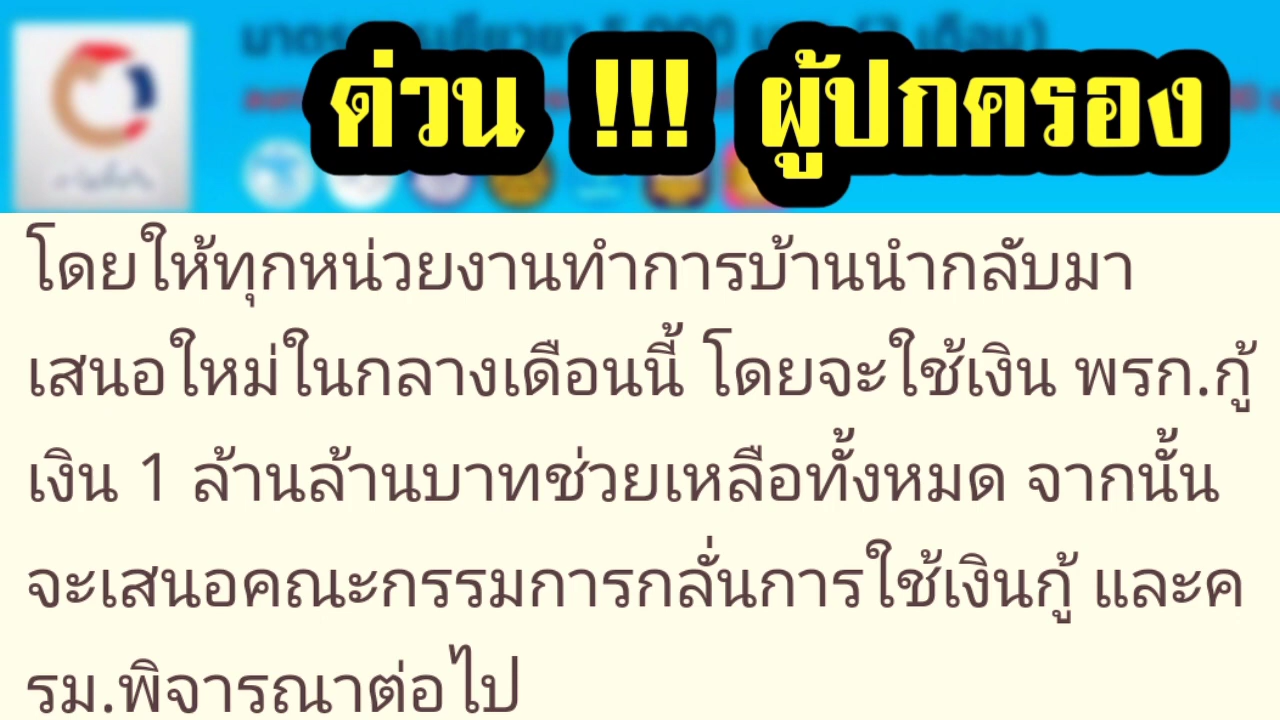 ด่วน !!! ผู้ปกครอง
โดยให้ทุกหน่วยงานทำการบ้านนำกลับมา
เสนอใหม่ในกลางเดือนนี้ โดยจะใช้เงิน พรก.กู้
เงิน 1 ล้านล้านบาทช่วยเหลือทั้งหมด จากนั้น
จะเสนอคณะกรรมการกลั่นการใช้เงินกู้ และค
รม.พิจารณาต่อไป